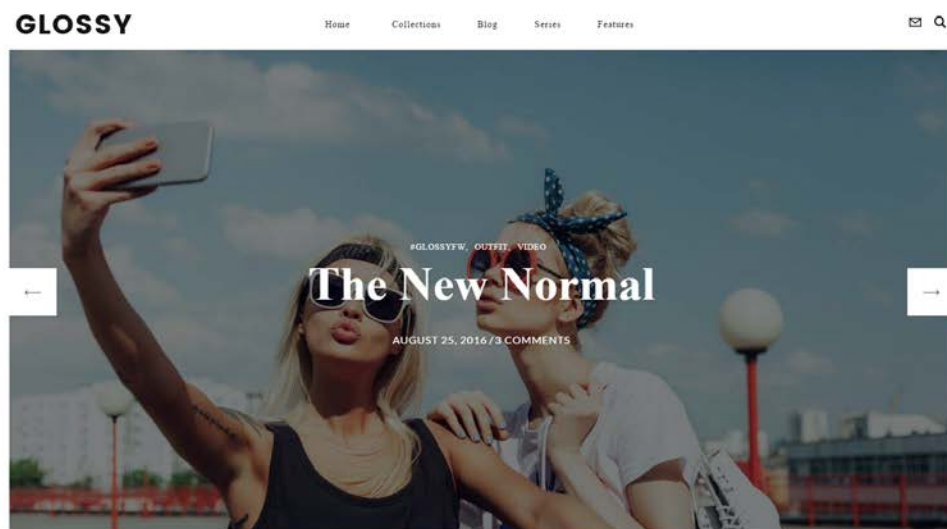 GLOSSY
Home Collections Blog Series Features
#GLOSSYFW, OUTFIT, VIDEO
The New Normal
AUGUST 25, 2016 / 3 COMMENTS